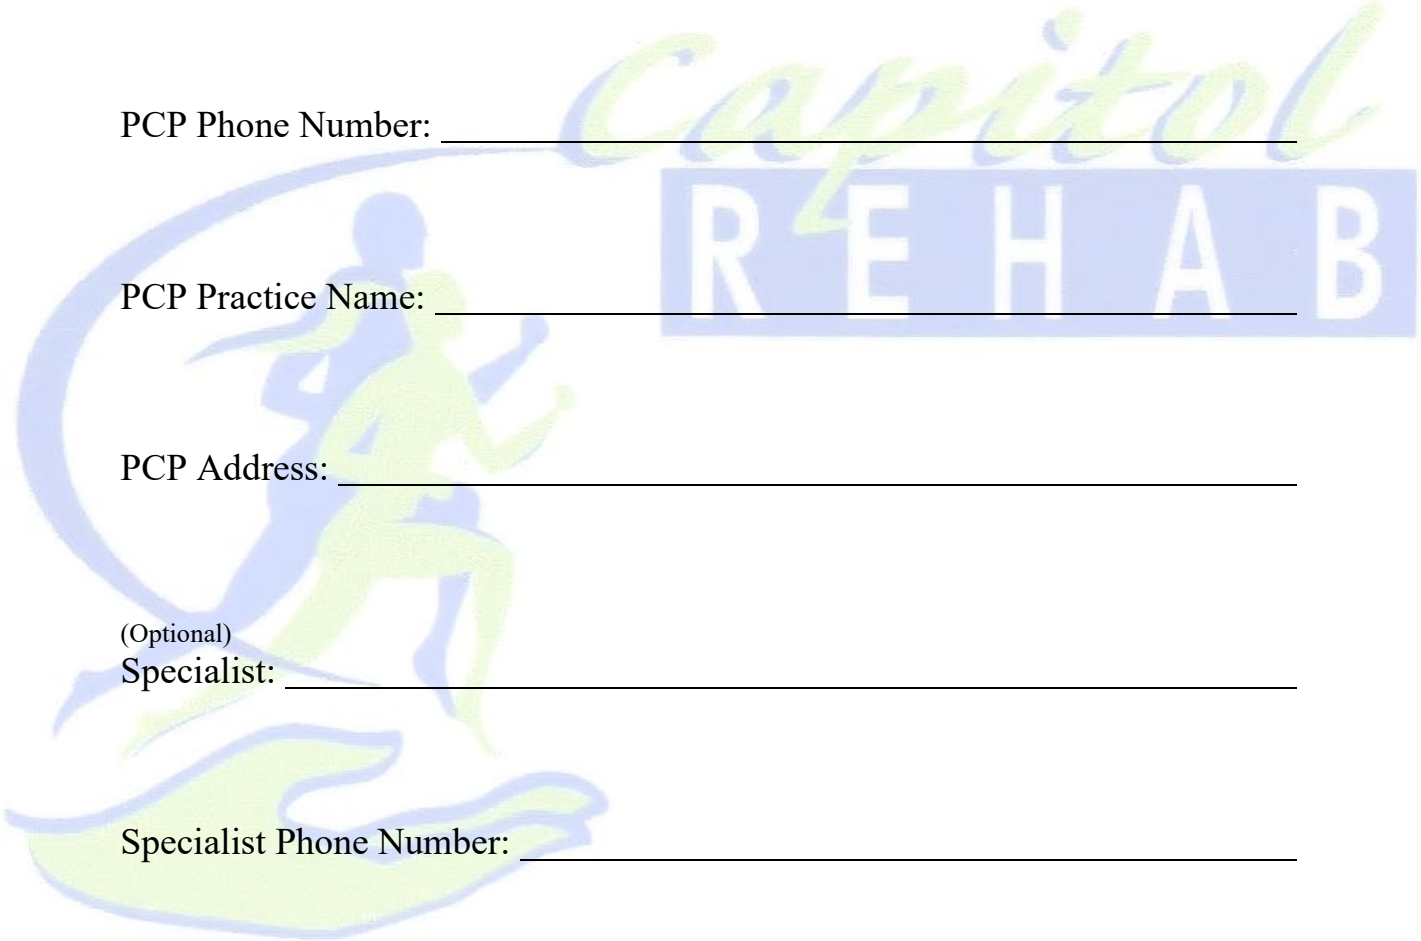 Capitol
REHAB
PCP Phone Number:
PCP Practice Name:
PCP Address:
(Optional)
Specialist:
Specialist Phone Number: